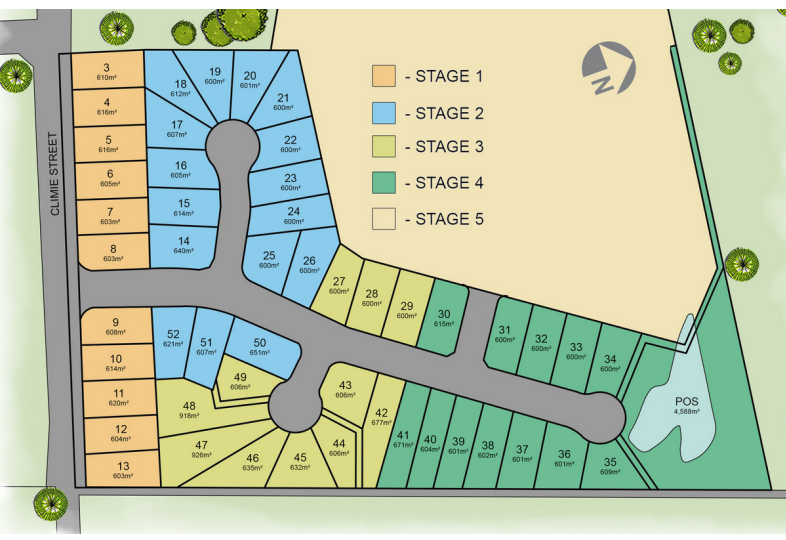 CLIMIE STREET
- STAGE 1
- STAGE 2
- STAGE 3
- STAGE 4
- STAGE 5
N
3
610m²
4
616m²
5
616m²
6
605m²
7
603m²
8
603m²
9
608m²
10
614m²
11
620m²
12
604m²
13
603m²
14
640m²
15
614m²
16
605m²
17
607m²
18
612m²
19
600m²
20
601m²
21
600m²
22
600m²
23
600m²
24
600m²
25
600m²
26
600m²
27
600m²
28
600m²
29
600m²
30
615m²
31
600m²
32
600m²
33
600m²
34
600m²
35
609m²
36
601m²
37
601m²
38
602m²
39
601m²
40
604m²
41
671m²
42
677m²
43
606m²
44
606m²
45
632m²
46
635m²
47
926m²
48
918m²
49
606m²
50
651m²
51
607m²
52
621m²
POS
4,588m²